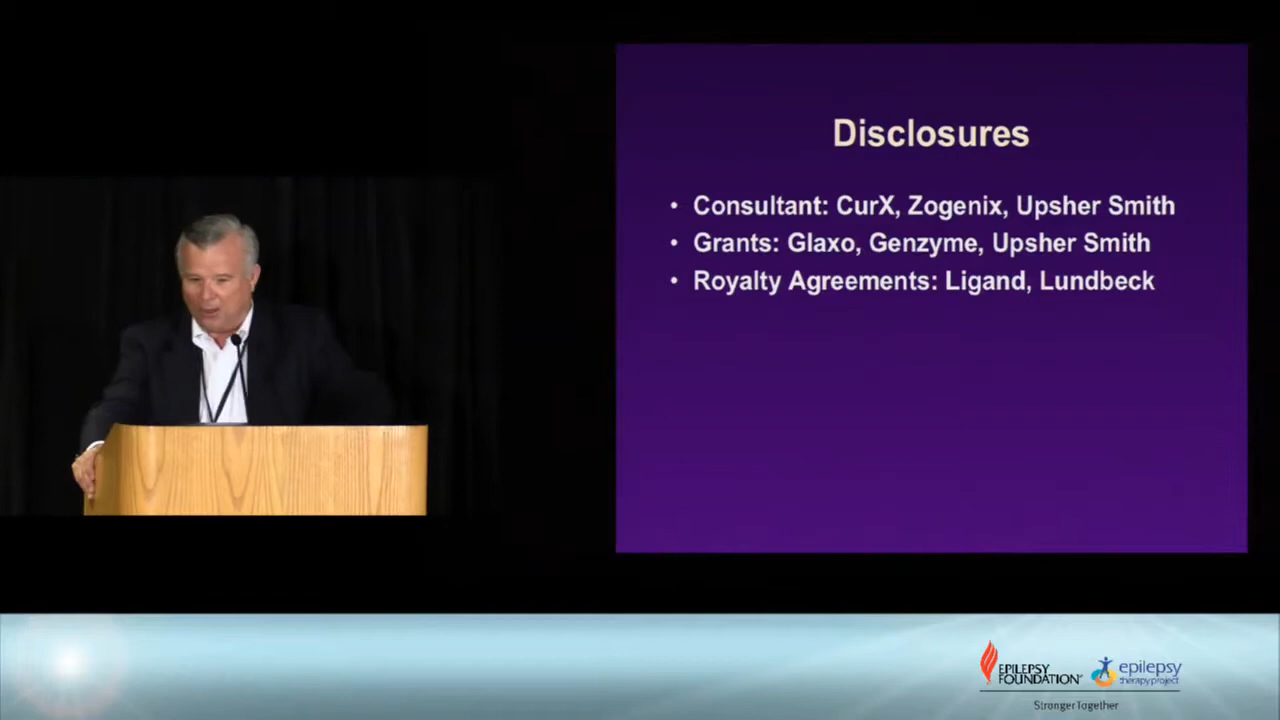 Disclosures
• Consultant: CurX, Zogenix, Upsher Smith
• Grants: Glaxo, Genzyme, Upsher Smith
• Royalty Agreements: Ligand, Lundbeck
EPILEPSY
FOUNDATION
epilepsy
therapy project
Stronger Together